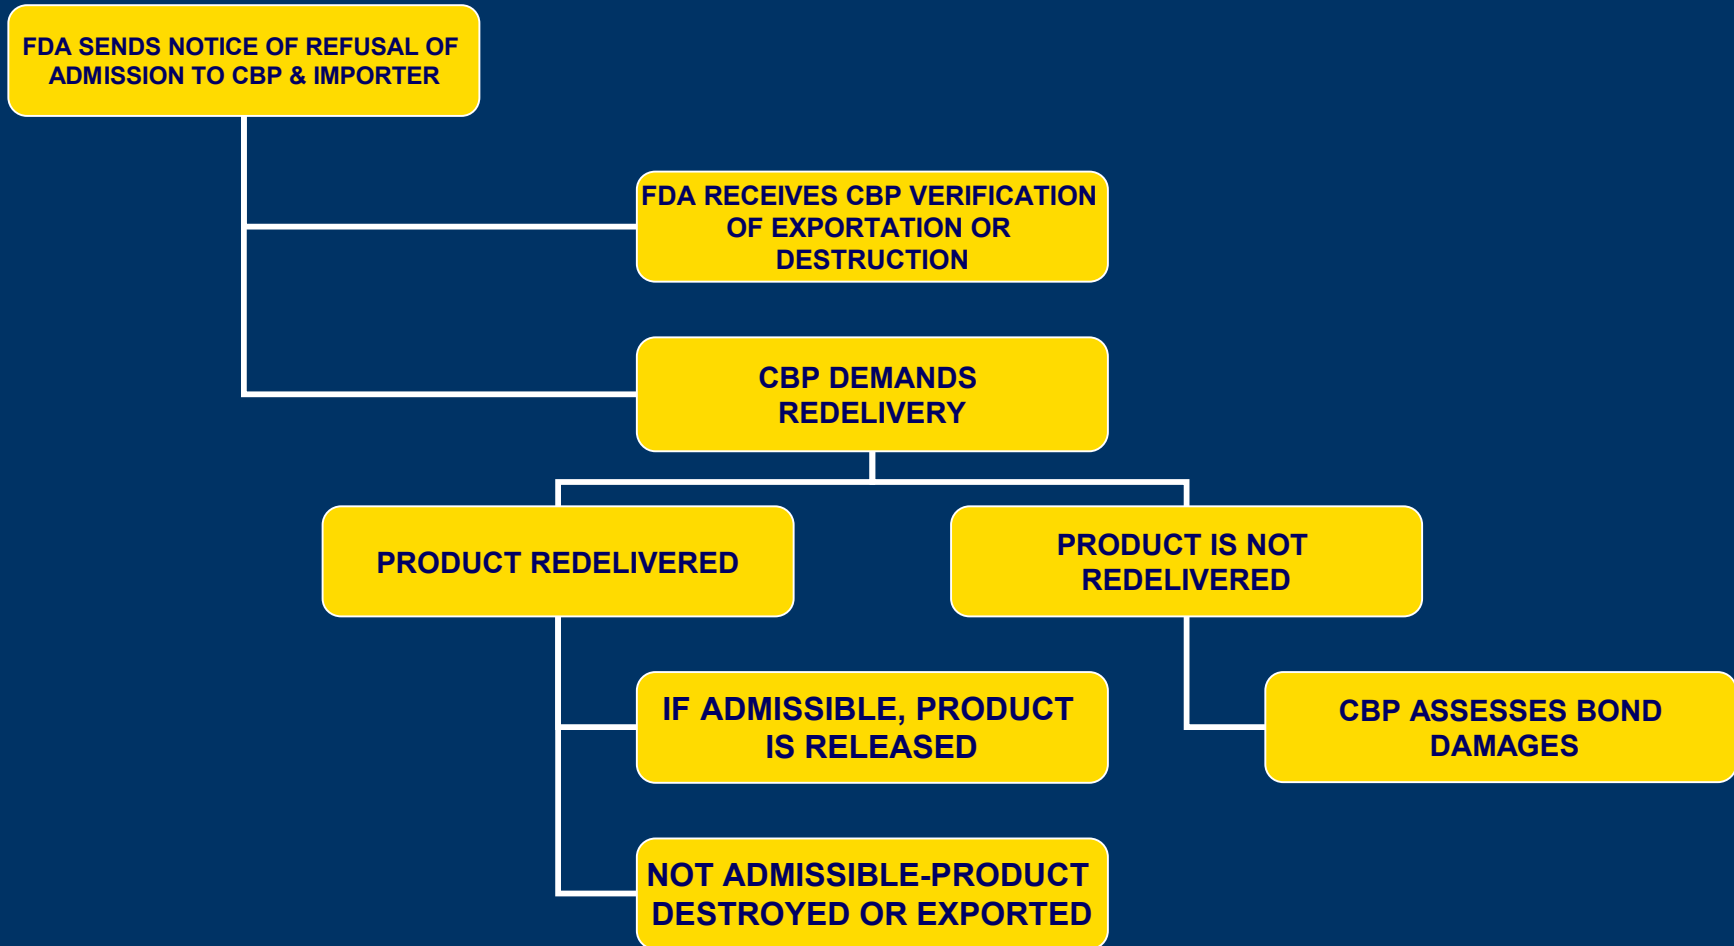 FDA SENDS NOTICE OF REFUSAL OF
ADMISSION TO CBP & IMPORTER
FDA RECEIVES CBP VERIFICATION
OF EXPORTATION OR
DESTRUCTION
CBP DEMANDS
REDELIVERY
PRODUCT REDELIVERED
PRODUCT IS NOT
REDELIVERED
IF ADMISSIBLE, PRODUCT
IS RELEASED
CBP ASSESSES BOND
DAMAGES
NOT ADMISSIBLE-PRODUCT
DESTROYED OR EXPORTED